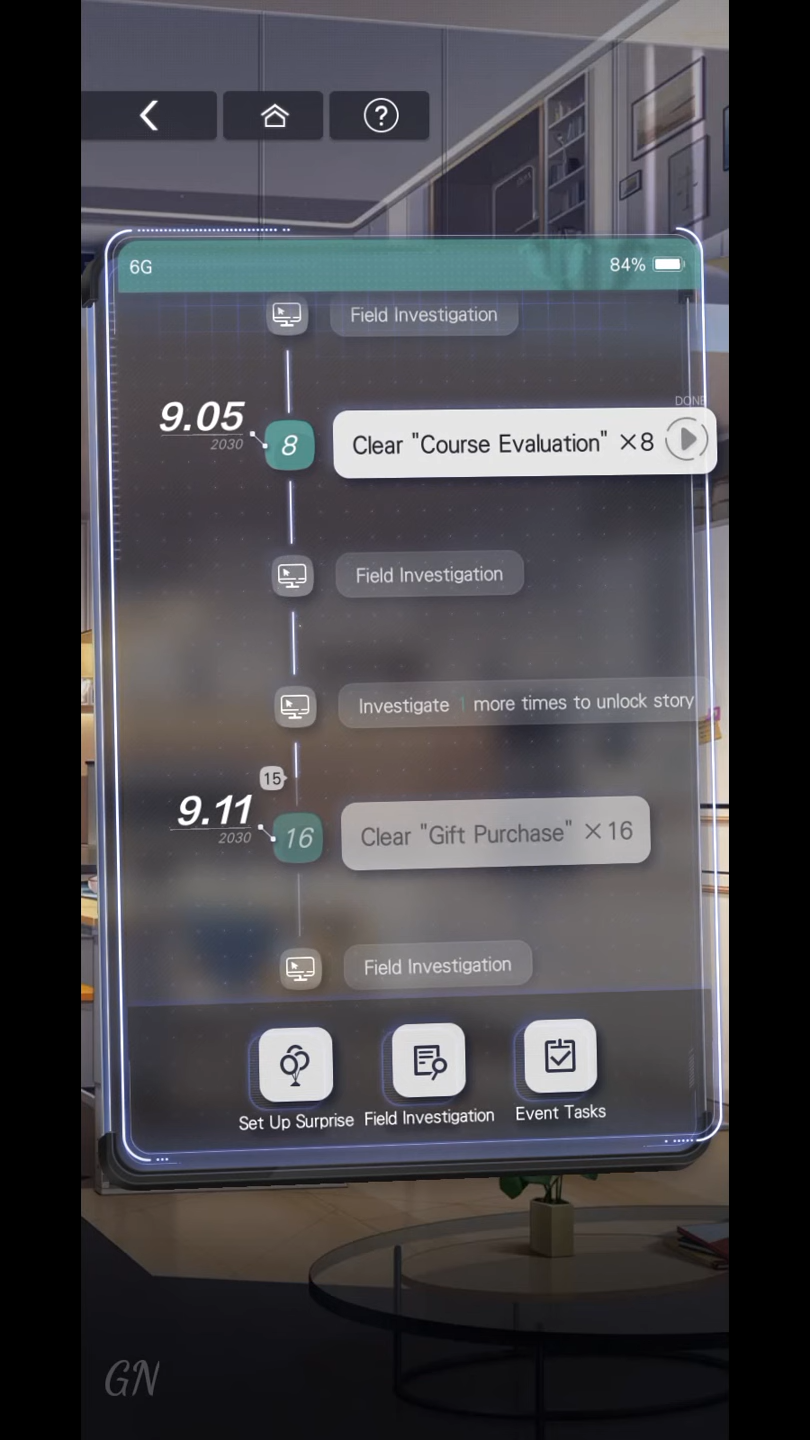 6G
84%
Field Investigation
DONE
9.05
2030
8
Clear "Course Evaluation" ×8
Field Investigation
Investigate 1 more times to unlock story
15
9.11
2030
16
Clear "Gift Purchase" ×16
Field Investigation
Set Up Surprise
Field Investigation
Event Tasks
GN